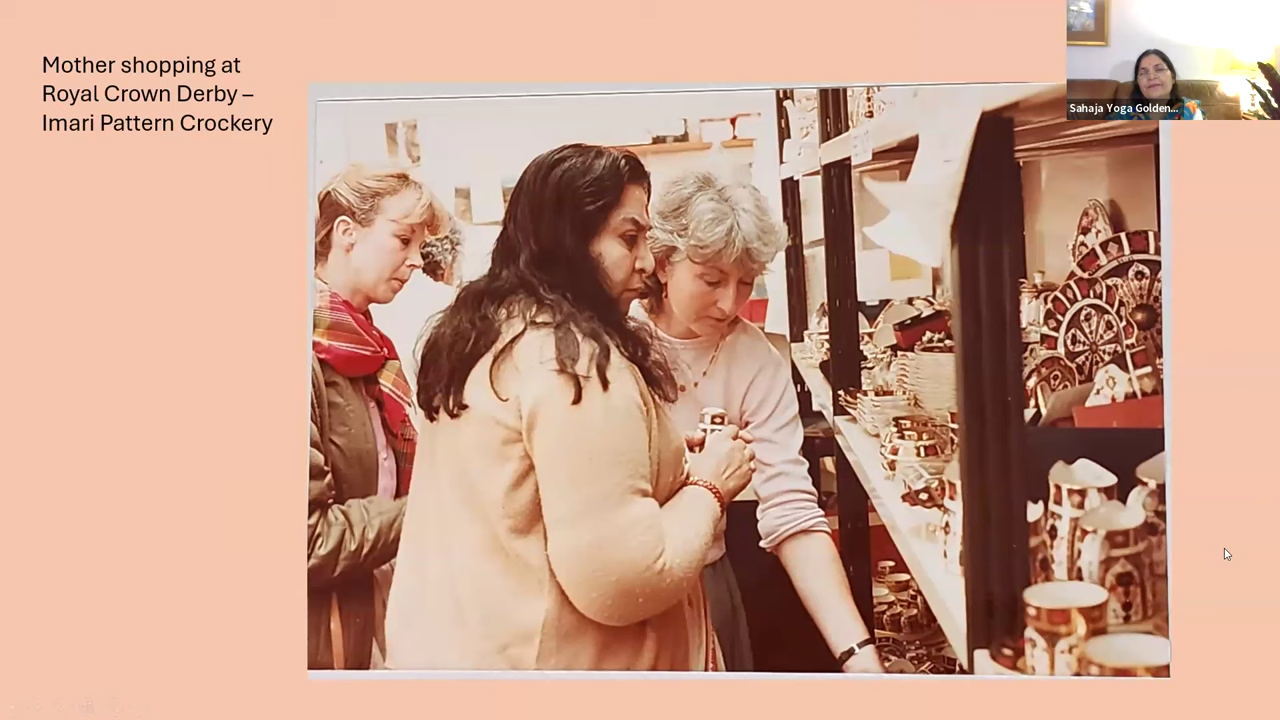 Mother shopping at
Royal Crown Derby –
Imari Pattern Crockery
Sahaja Yoga Golden...